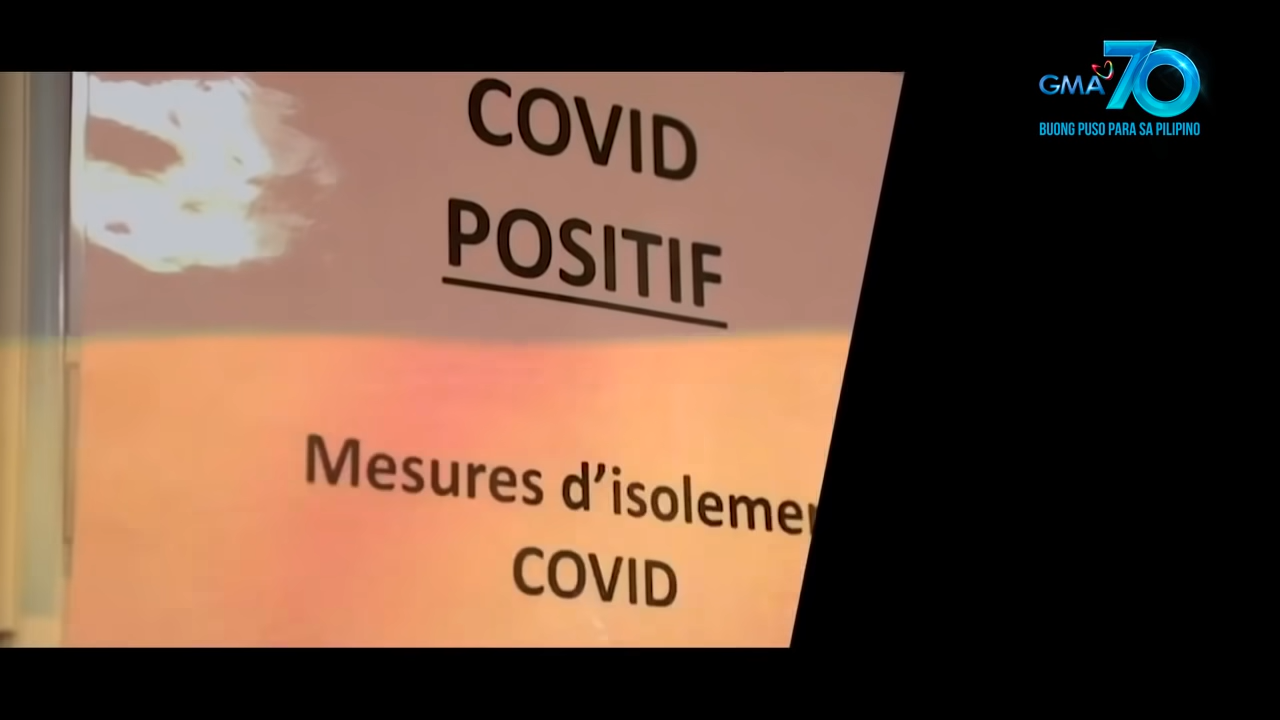 COVID
POSITIF
Mesures d'isolemen
COVID
GMA 70
BUONG PUSO PARA SA PILIPINO